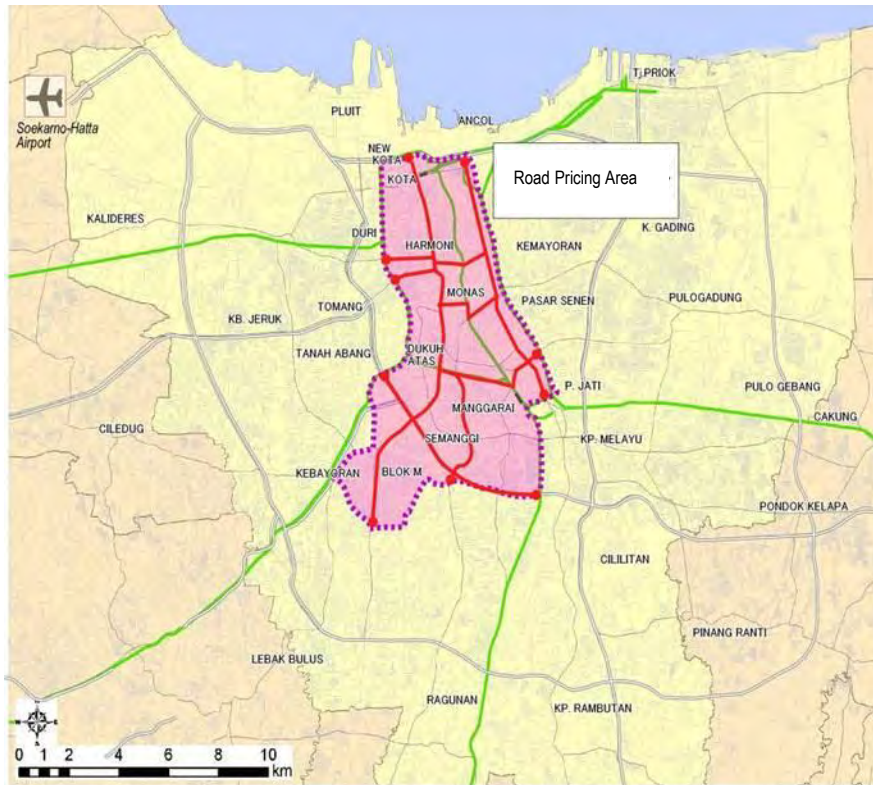 Tj.PRIOK
PLUIT
ANCOL
Soekarno-Hatta
Airport
NEW
KOTA
KOTA
Road Pricing Area
KALIDERES
DURI
HARMONI
KEMAYORAN
K. GADING
MONAS
PASAR SENEN
PULOGADUNG
TOMANG
KB. JERUK
TANAH ABANG
DUKUH
ATAS
P. JATI
PULO GEBANG
MANGGARAI
CAKUNG
CILEDUG
SEMANGGI
KP. MELAYU
KEBAYORAN
BLOK M
PONDOK KELAPA
CILILITAN
PINANG RANTI
LEBAK BULUS
RAGUNAN
KP. RAMBUTAN
0 1 2 4 6 8 10
km